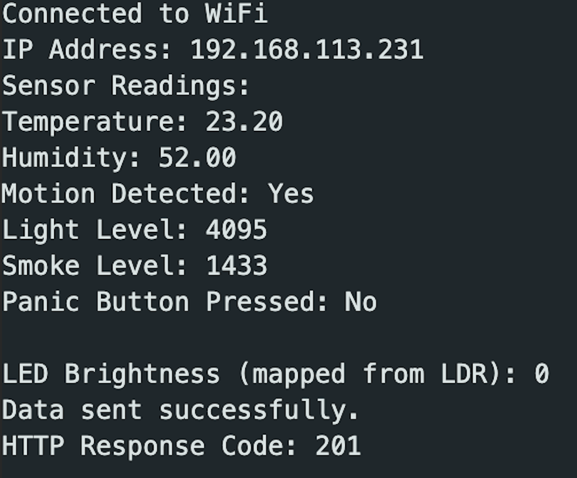 Connected to WiFi
IP Address: 192.168.113.231
Sensor Readings:
Temperature: 23.20
Humidity: 52.00
Motion Detected: Yes
Light Level: 4095
Smoke Level: 1433
Panic Button Pressed: No
LED Brightness (mapped from LDR): 0
Data sent successfully.
HTTP Response Code: 201